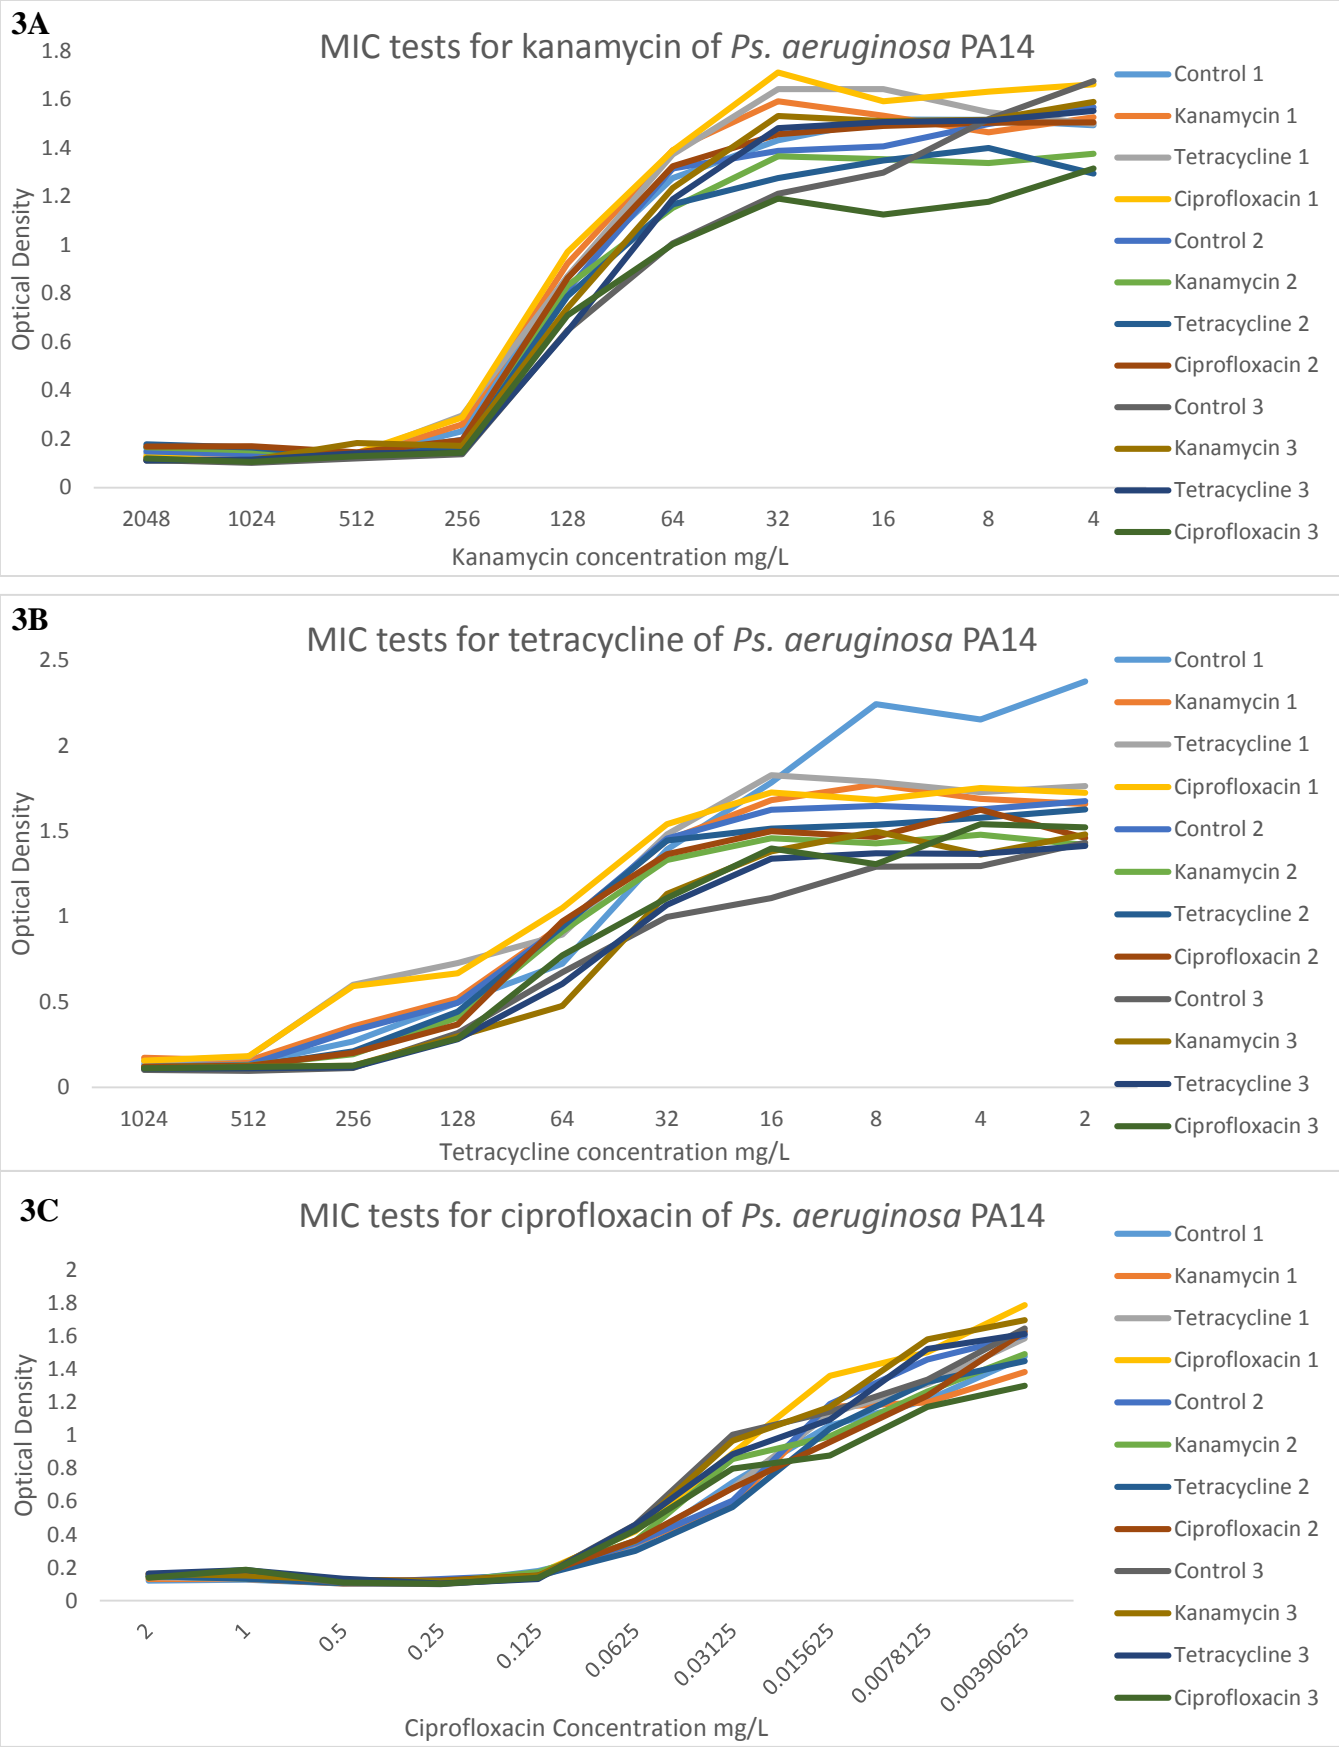 3A
MIC tests for kanamycin of Ps. aeruginosa PA14
1.8
1.6
1.4
1.2
1
0.8
0.6
0.4
0.2
0
Optical Density
2048 1024 512 256 128 64 32 16 8 4
Kanamycin concentration mg/L
Control 1
Kanamycin 1
Tetracycline 1
Ciprofloxacin 1
Control 2
Kanamycin 2
Tetracycline 2
Ciprofloxacin 2
Control 3
Kanamycin 3
Tetracycline 3
Ciprofloxacin 3
3B
MIC tests for tetracycline of Ps. aeruginosa PA14
2.5
2
1.5
1
0.5
0
Optical Density
1024 512 256 128 64 32 16 8 4 2
Tetracycline concentration mg/L
Control 1
Kanamycin 1
Tetracycline 1
Ciprofloxacin 1
Control 2
Kanamycin 2
Tetracycline 2
Ciprofloxacin 2
Control 3
Kanamycin 3
Tetracycline 3
Ciprofloxacin 3
3C
MIC tests for ciprofloxacin of Ps. aeruginosa PA14
2
1.8
1.6
1.4
1.2
1
0.8
0.6
0.4
0.2
0
Optical Density
2 1 0.5 0.25 0.125 0.0625 0.03125 0.015625 0.0078125 0.00390625
Ciprofloxacin Concentration mg/L
Control 1
Kanamycin 1
Tetracycline 1
Ciprofloxacin 1
Control 2
Kanamycin 2
Tetracycline 2
Ciprofloxacin 2
Control 3
Kanamycin 3
Tetracycline 3
Ciprofloxacin 3